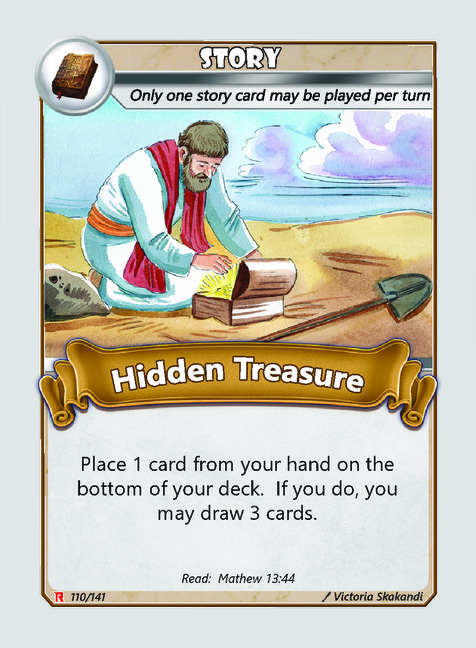 STORY
Only one story card may be played per turn
Hidden Treasure
Place 1 card from your hand on the
bottom of your deck. If you do, you
may draw 3 cards.
Read: Mathew 13:44
R 110/141
/ Victoria Skakandi